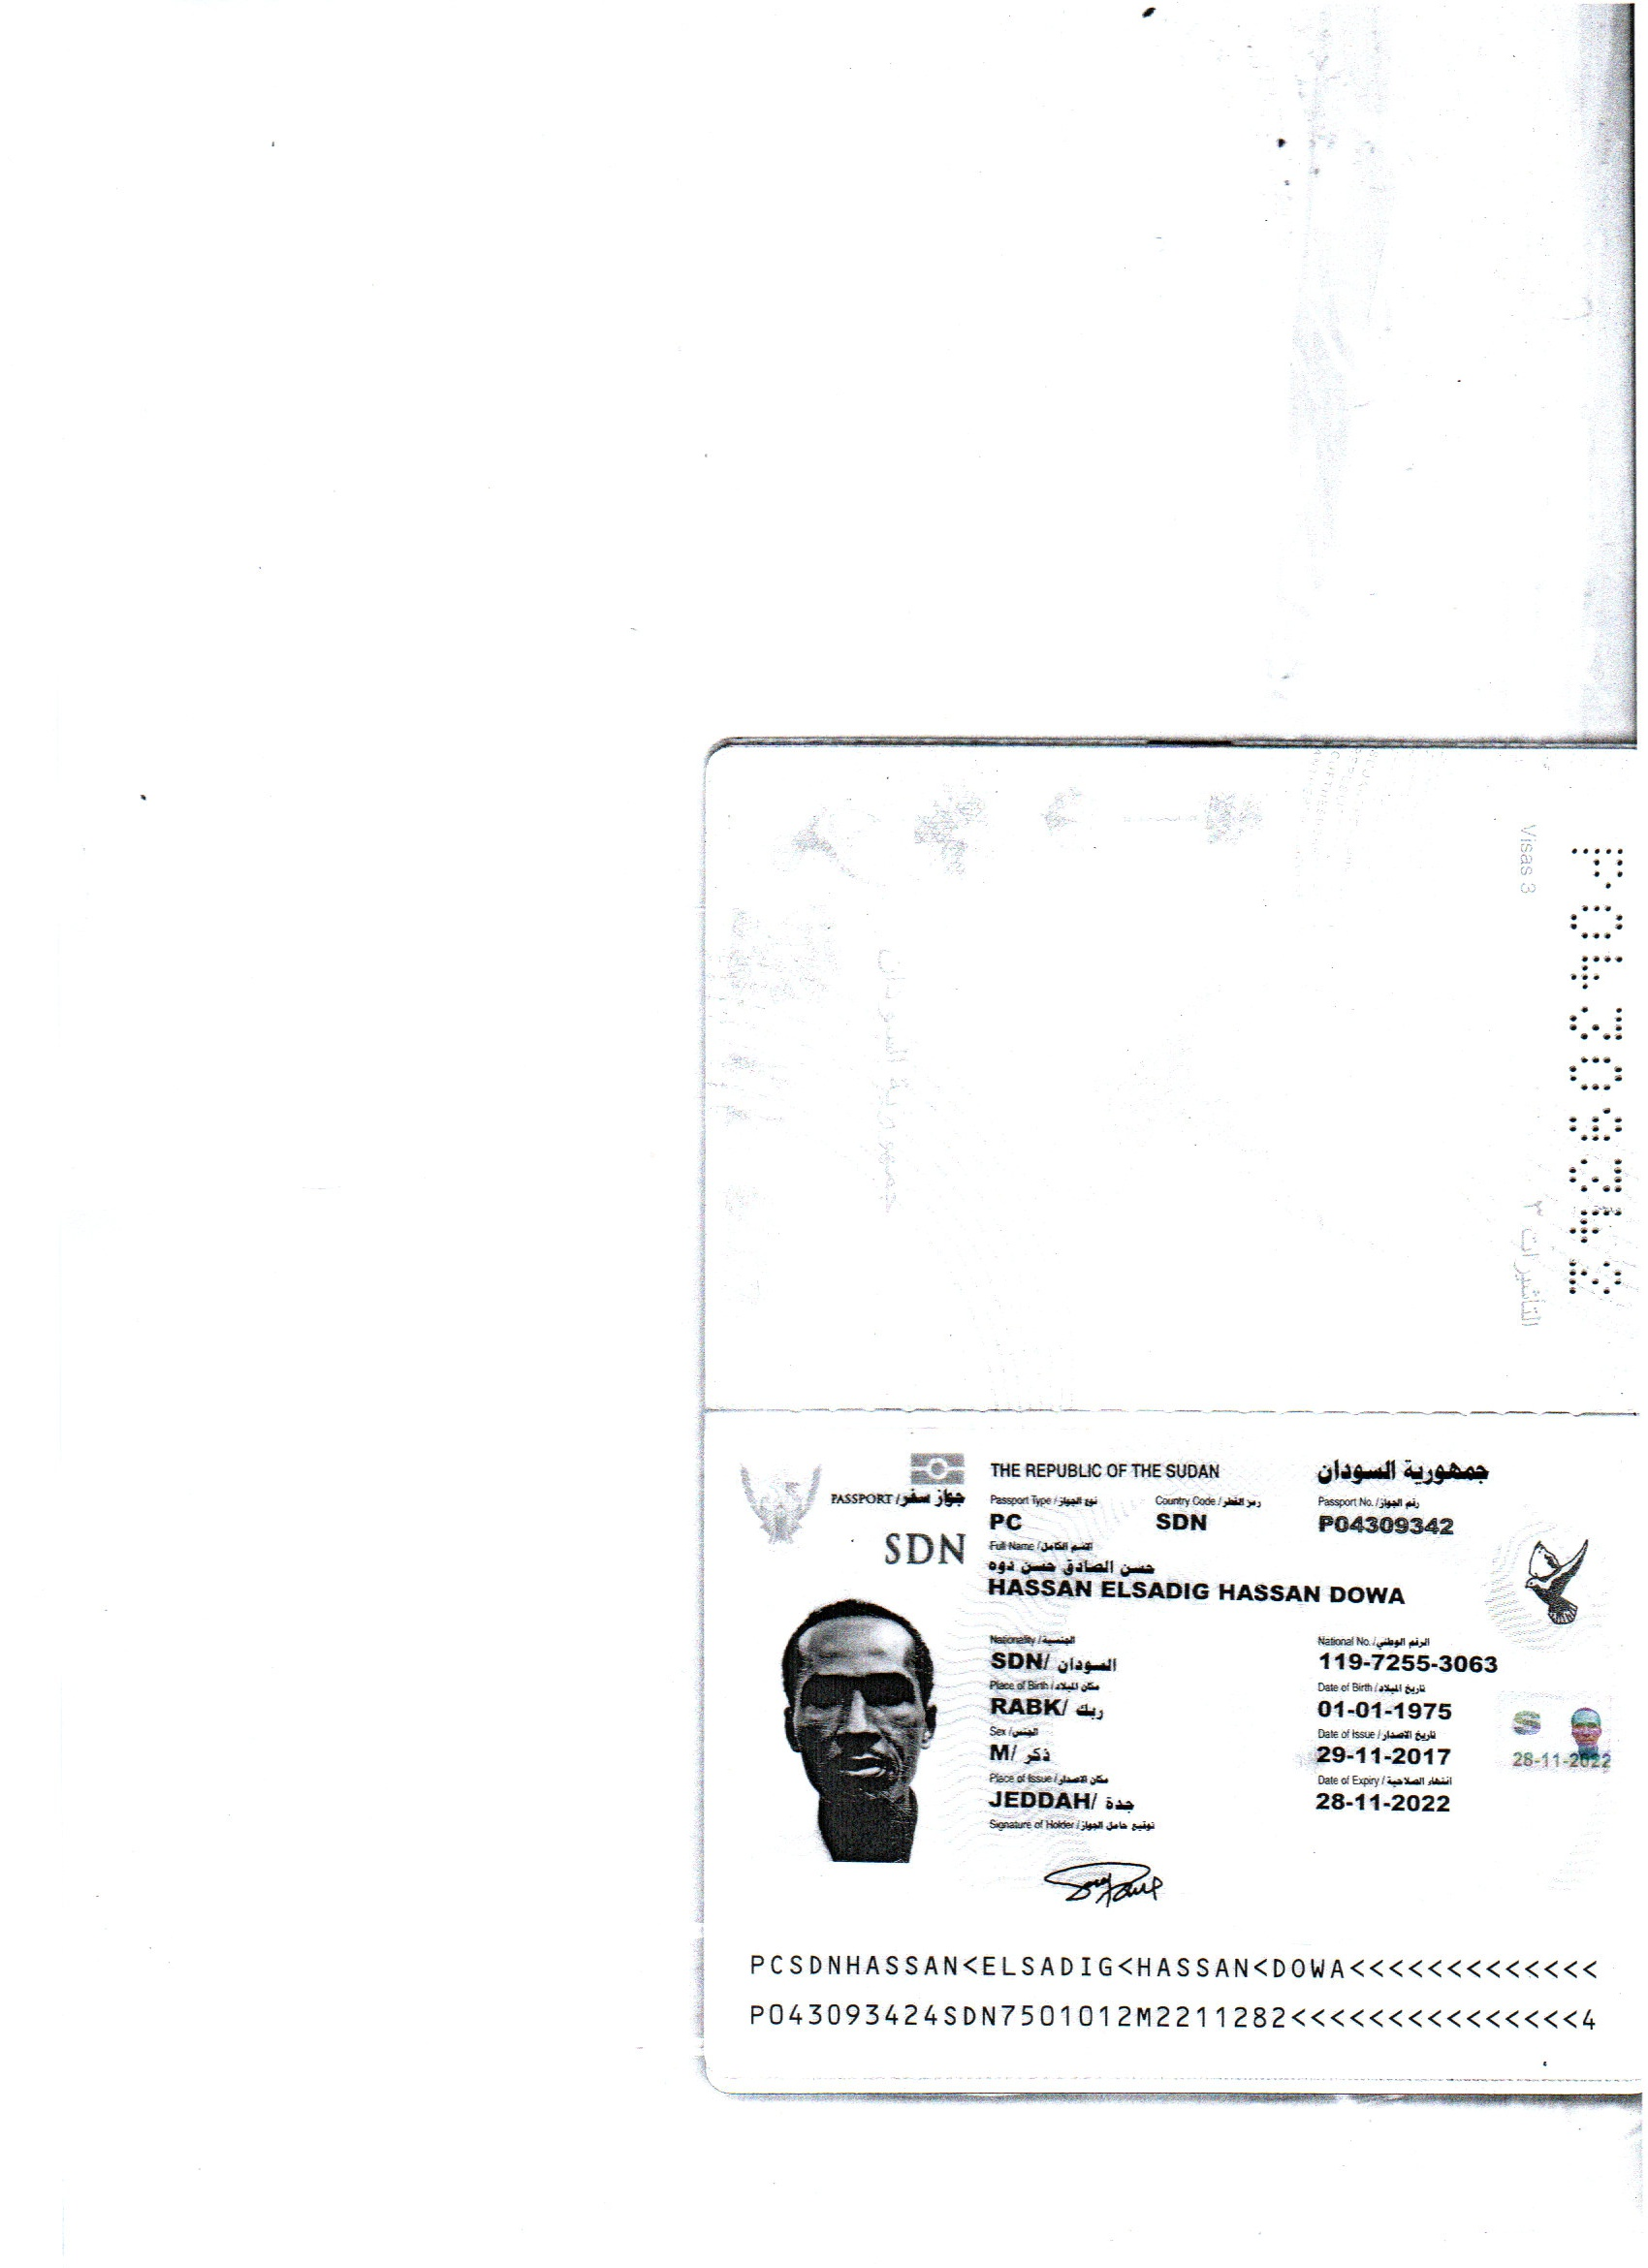 Visas 3
التأشيرات ٣
P04309342
PASSPORT / جواز سفر
SDN
THE REPUBLIC OF THE SUDAN جمهورية السودان
Passport Type / نوع الجواز Country Code / رمز القطر Passport No. / رقم الجواز
PC SDN P04309342
Full Name / الاسم الكامل
حسن الصادق حسن دوه
HASSAN ELSADIG HASSAN DOWA
Nationality / الجنسية National No. / الرقم الوطني
SDN/ السودان 119-7255-3063
Place of Birth / مكان الميلاد Date of Birth / تاريخ الميلاد
RABK/ ربك 01-01-1975
Sex / الجنس Date of Issue / تاريخ الاصدار
M/ ذكر 29-11-2017
28-11-2022
Place of Issue / مكان الاصدار Date of Expiry / انتهاء الصلاحية
JEDDAH/ جدة 28-11-2022
Signature of Holder / توقيع حامل الجواز
PCSDNHASSAN<ELSADIG<HASSAN<DOWA<<<<<<<<<<<<<
P043093424SDN7501012M2211282<<<<<<<<<<<<<<<4